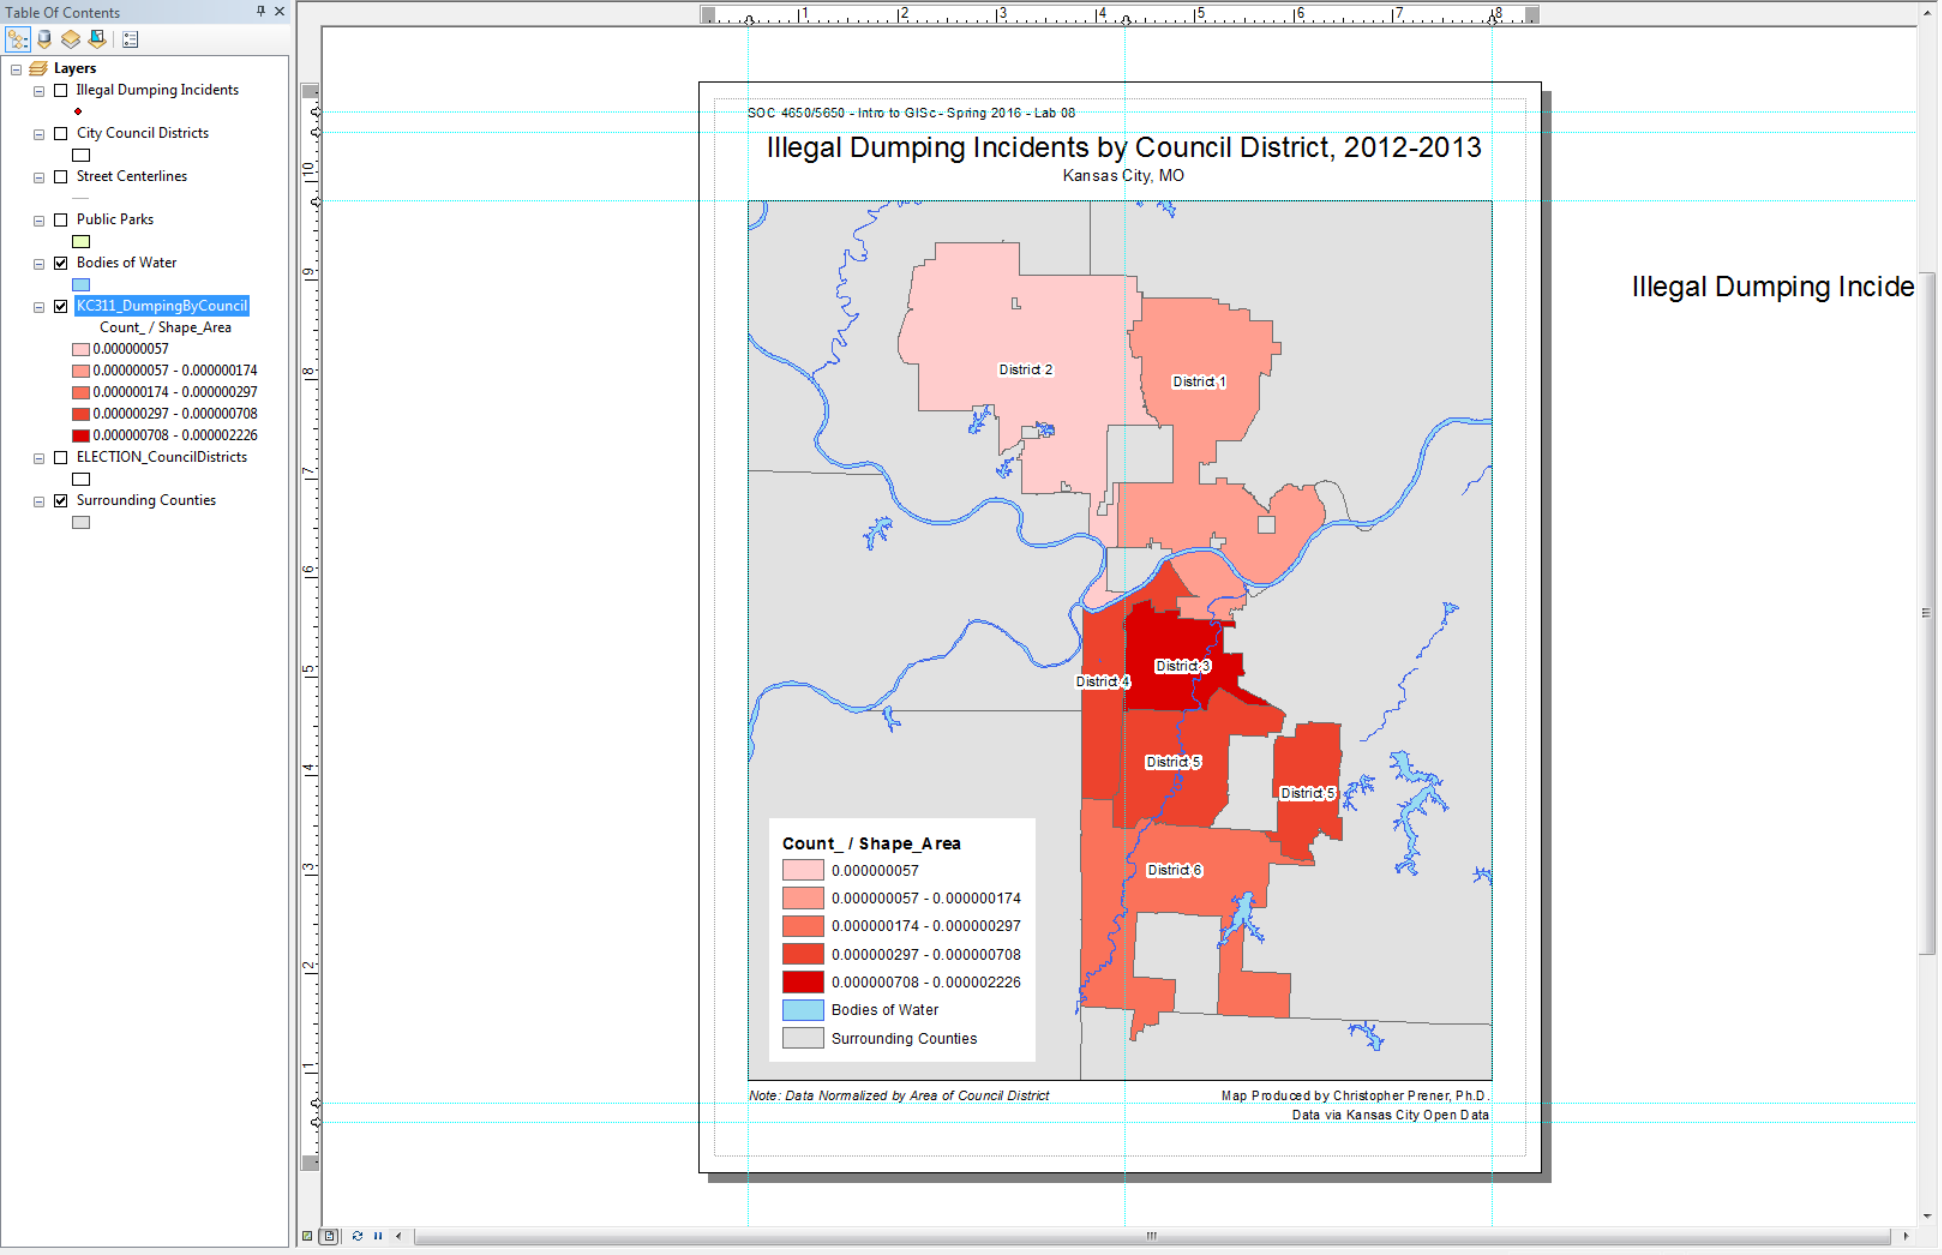 Table Of Contents
Layers
Illegal Dumping Incidents
City Council Districts
Street Centerlines
Public Parks
Bodies of Water
KC311_DumpingByCouncil
Count_ / Shape_Area
0.000000057
0.000000057 - 0.000000174
0.000000174 - 0.000000297
0.000000297 - 0.000000708
0.000000708 - 0.000002226
ELECTION_CouncilDistricts
Surrounding Counties
1 2 3 4 5 6 7 8
10
9
8
7
6
5
4
3
2
1
SOC 4650/5650 - Intro to GISc - Spring 2016 - Lab 08
Illegal Dumping Incidents by Council District, 2012-2013
Kansas City, MO
Illegal Dumping Incide
District 2
District 1
District 3
District 4
District 5
District 5
District 6
Count_ / Shape_Area
0.000000057
0.000000057 - 0.000000174
0.000000174 - 0.000000297
0.000000297 - 0.000000708
0.000000708 - 0.000002226
Bodies of Water
Surrounding Counties
Note: Data Normalized by Area of Council District
Map Produced by Christopher Prener, Ph.D.
Data via Kansas City Open Data